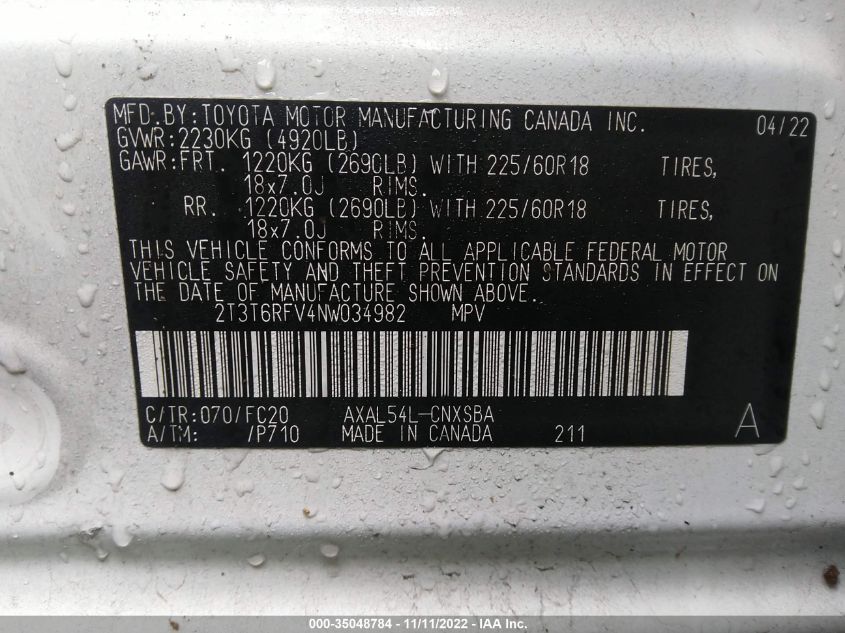 MFD. BY: TOYOTA MOTOR MANUFACTURING CANADA INC. 04/22
GVWR: 2230KG (4920LB)
GAWR: FRT. 1220KG (2690LB) WITH 225/60R18 TIRES,
18x7.0J RIMS.
RR. 1220KG (2690LB) WITH 225/60R18 TIRES,
18x7.0J RIMS.
THIS VEHICLE CONFORMS TO ALL APPLICABLE FEDERAL MOTOR
VEHICLE SAFETY AND THEFT PREVENTION STANDARDS IN EFFECT ON
THE DATE OF MANUFACTURE SHOWN ABOVE.
2T3T6RFV4NW034982 MPV
C/TR: 070/FC20 AXAL54L-CNXSBA
A/TM: /P710 MADE IN CANADA 211 A
000-35048784 - 11/11/2022 - IAA Inc.